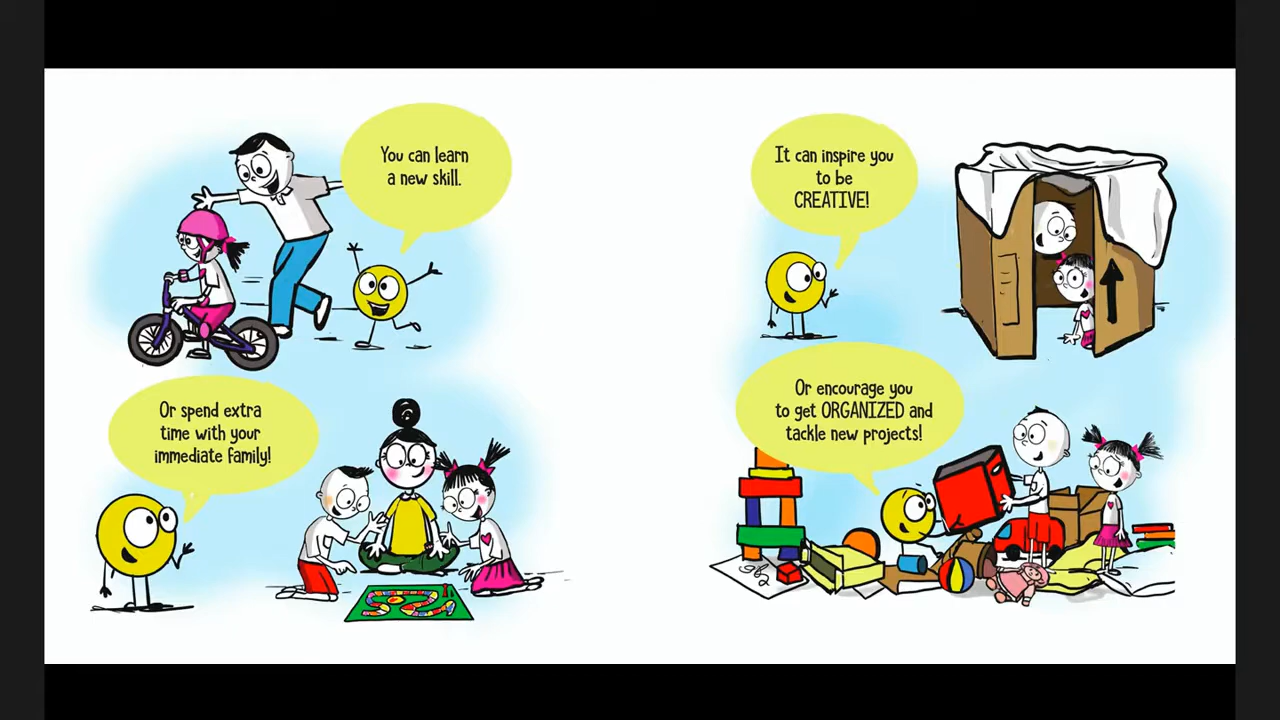 You can learn
a new skill.
Or spend extra
time with your
immediate family!
It can inspire you
to be
CREATIVE!
Or encourage you
to get ORGANIZED and
tackle new projects!